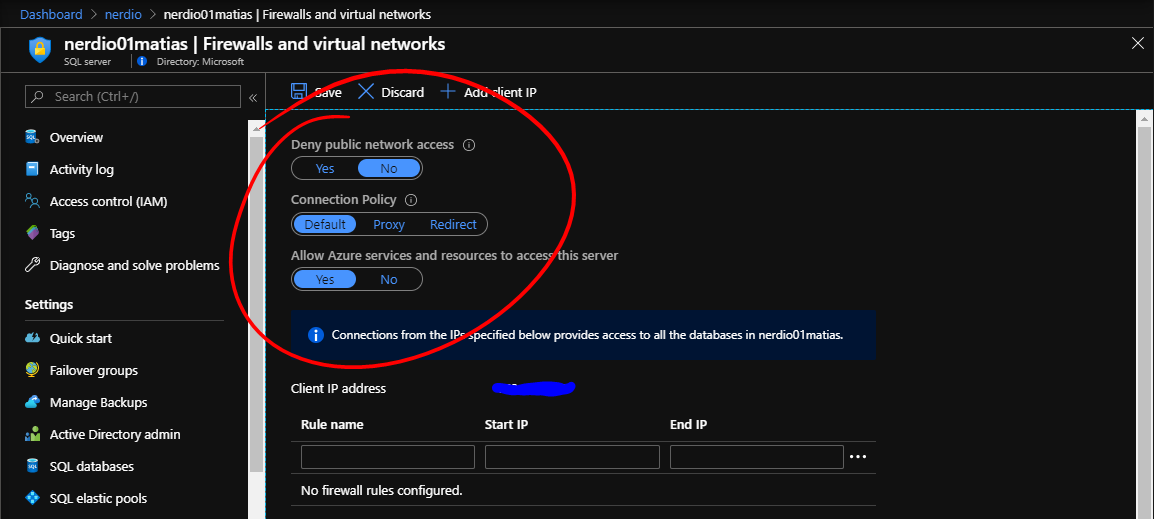 Dashboard > nerdio > nerdio01matias | Firewalls and virtual networks
nerdio01matias | Firewalls and virtual networks
SQL server | Directory: Microsoft
Search (Ctrl+/)
Save Discard Add client IP
Overview
Activity log
Access control (IAM)
Tags
Diagnose and solve problems
Settings
Quick start
Failover groups
Manage Backups
Active Directory admin
SQL databases
SQL elastic pools
Deny public network access
Yes No
Connection Policy
Default Proxy Redirect
Allow Azure services and resources to access this server
Yes No
Connections from the IPs specified below provides access to all the databases in nerdio01matias.
Client IP address
Rule name Start IP End IP
No firewall rules configured.